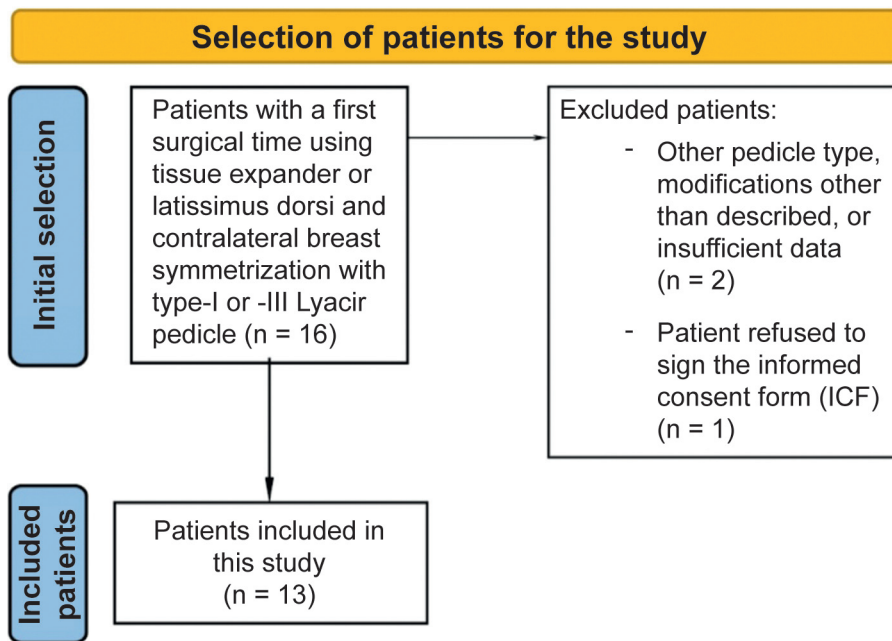 Selection of patients for the study
Initial selection
Patients with a first
surgical time using
tissue expander or
latissimus dorsi and
contralateral breast
symmetrization with
type-I or -III Lyacir
pedicle (n = 16)
Excluded patients:
- Other pedicle type,
modifications other
than described, or
insufficient data
(n = 2)
- Patient refused to
sign the informed
consent form (ICF)
(n = 1)
Included
patients
Patients included in
this study
(n = 13)